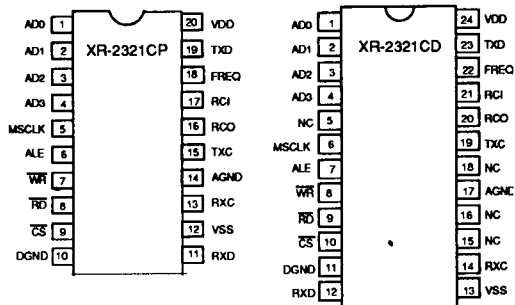 XR-2321CP
AD0 1 20 VDD
AD1 2 19 TXD
AD2 3 18 FREQ
AD3 4 17 RCI
MSCLK 5 16 RCO
ALE 6 15 TXC
WR 7 14 AGND
RD 8 13 RXC
CS 9 12 VSS
DGND 10 11 RXD
XR-2321CD
AD0 1 24 VDD
AD1 2 23 TXD
AD2 3 22 FREQ
AD3 4 21 RCI
NC 5 20 RCO
MSCLK 6 19 TXC
ALE 7 18 NC
WR 8 17 AGND
RD 9 16 NC
CS 10 15 NC
DGND 11 14 RXC
RXD 12 13 VSS